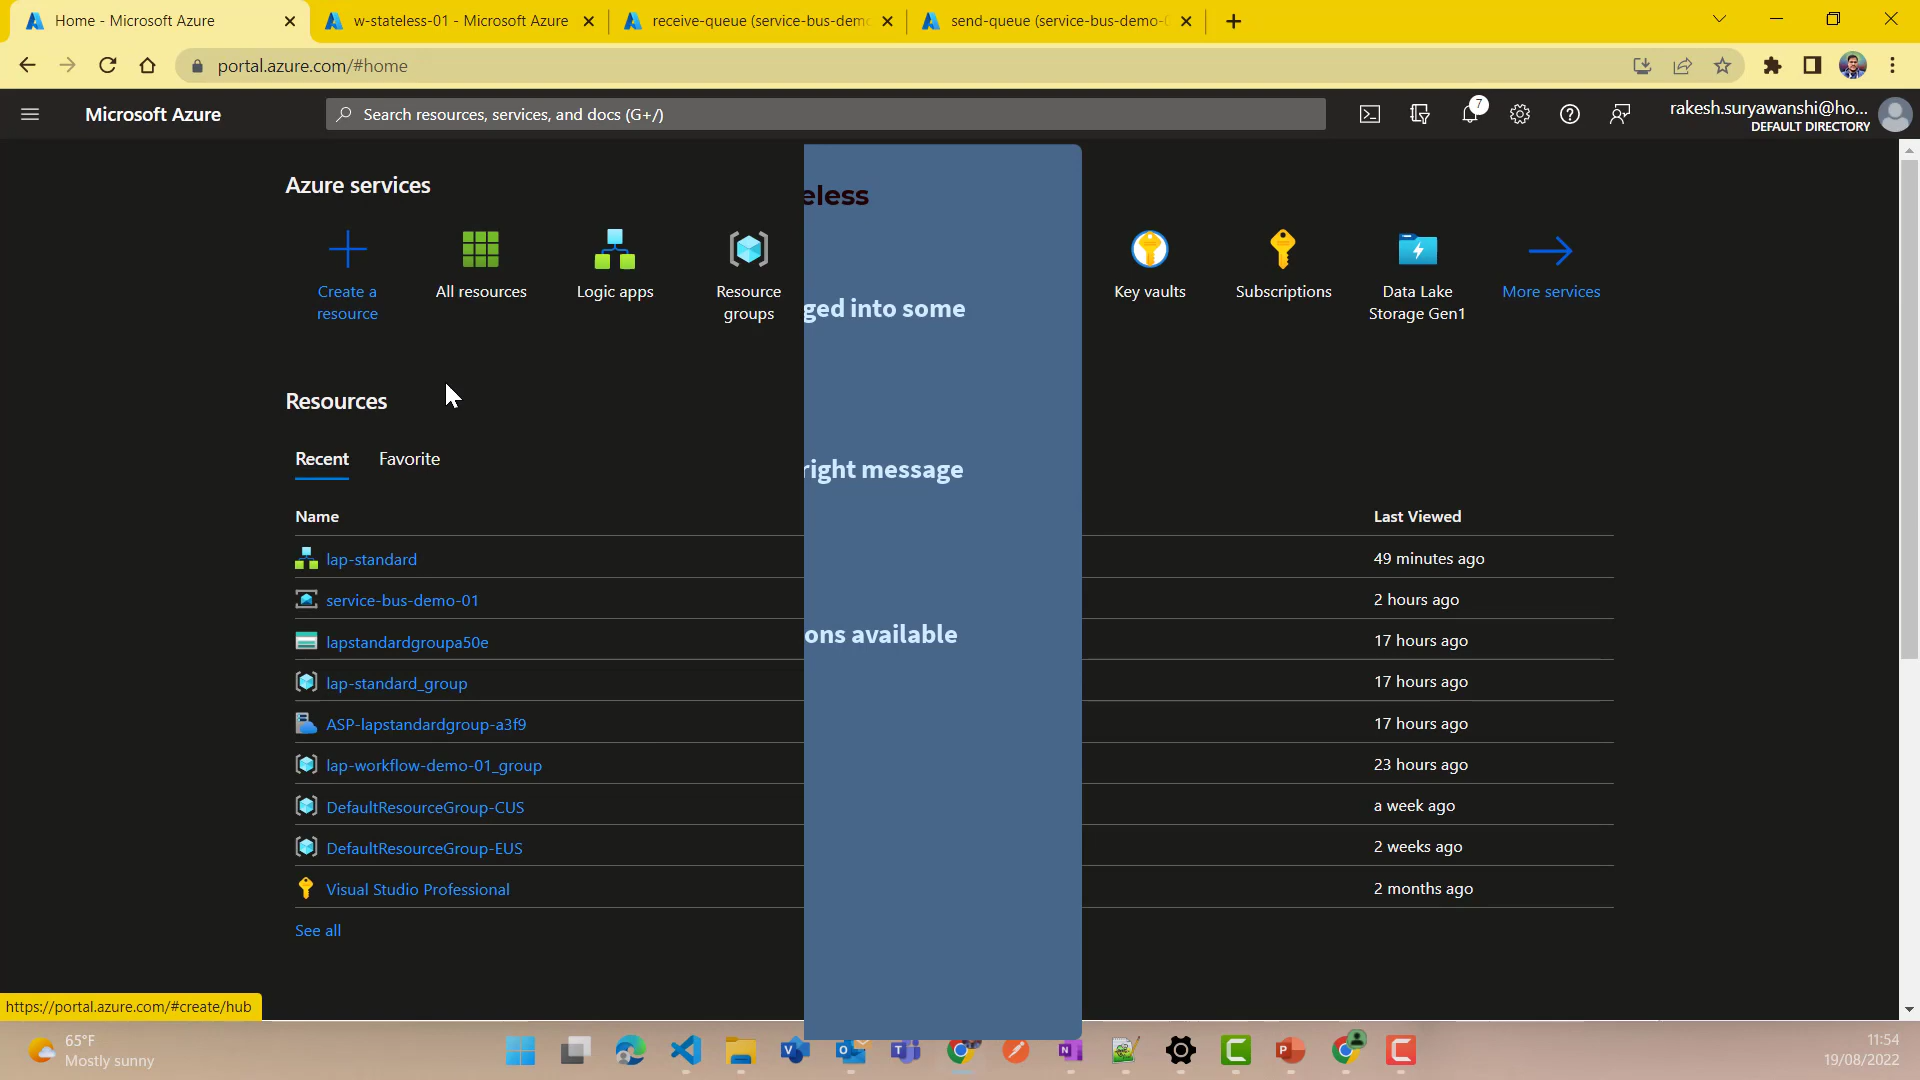 Home - Microsoft Azure
w-stateless-01 - Microsoft Azure
receive-queue (service-bus-demo
send-queue (service-bus-demo-
portal.azure.com/#home
Microsoft Azure
Search resources, services, and docs (G+/)
7
rakesh.suryawanshi@ho...
DEFAULT DIRECTORY
Azure services
Create a
resource
All resources
Logic apps
Resource
groups
Key vaults
Subscriptions
Data Lake
Storage Gen1
More services
eless
ged into some
right message
ons available
Resources
Recent
Favorite
Name
Last Viewed
lap-standard
49 minutes ago
service-bus-demo-01
2 hours ago
lapstandardgroupa50e
17 hours ago
lap-standard_group
17 hours ago
ASP-lapstandardgroup-a3f9
17 hours ago
lap-workflow-demo-01_group
23 hours ago
DefaultResourceGroup-CUS
a week ago
DefaultResourceGroup-EUS
2 weeks ago
Visual Studio Professional
2 months ago
See all
https://portal.azure.com/#create/hub
65°F
Mostly sunny
11:54
19/08/2022